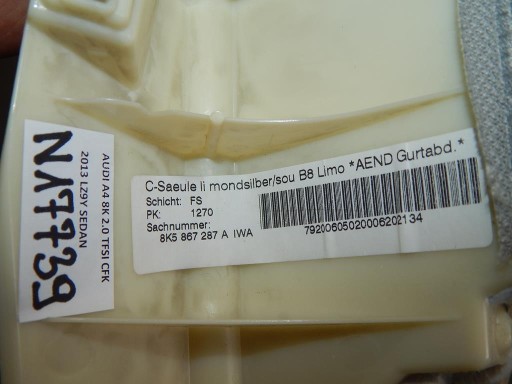 C-Saeule li mondsilber/sou B8 Limo *AEND Gurtabd.*
Schicht: FS
PK: 1270
Sachnummer:
8K5 867 287 A IWA
79200605020006202134
AUDI A4 8K 2.0 TFSI CFK
2013 LZ9Y SEDAN
N177739